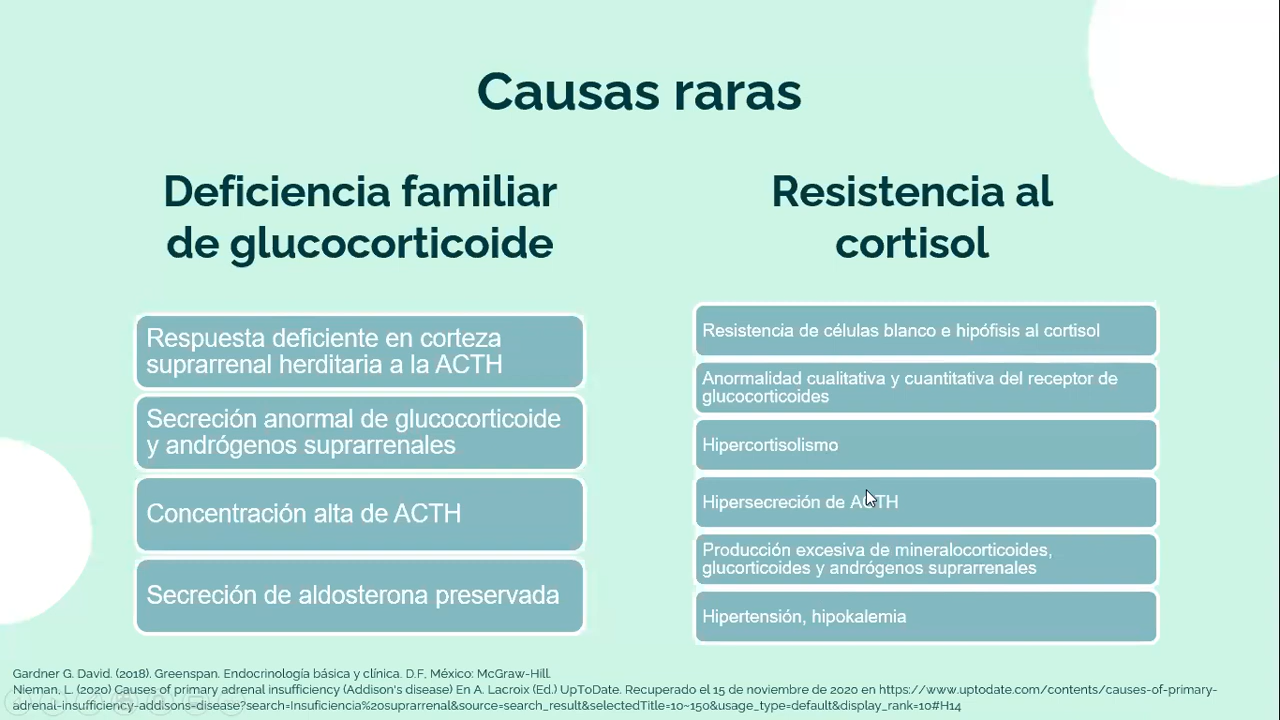 Causas raras
Deficiencia familiar
de glucocorticoide
Respuesta deficiente en corteza
suprarrenal herditaria a la ACTH
Secreción anormal de glucocorticoide
y andrógenos suprarrenales
Concentración alta de ACTH
Secreción de aldosterona preservada
Resistencia al
cortisol
Resistencia de células blanco e hipófisis al cortisol
Anormalidad cualitativa y cuantitativa del receptor de
glucocorticoides
Hipercortisolismo
Hipersecreción de ACTH
Producción excesiva de mineralocorticoides,
glucorticoides y andrógenos suprarrenales
Hipertensión, hipokalemia
Gardner G. David. (2018). Greenspan. Endocrinología básica y clínica. D.F, México: McGraw-Hill.
Nieman, L. (2020) Causes of primary adrenal insufficiency (Addison's disease) En A. Lacroix (Ed.) UpToDate. Recuperado el 15 de noviembre de 2020 en https://www.uptodate.com/contents/causes-of-primary-
adrenal-insufficiency-addisons-disease?search=Insuficiencia%20suprarrenal&source=search_result&selectedTitle=10~150&usage_type=default&display_rank=10#H14